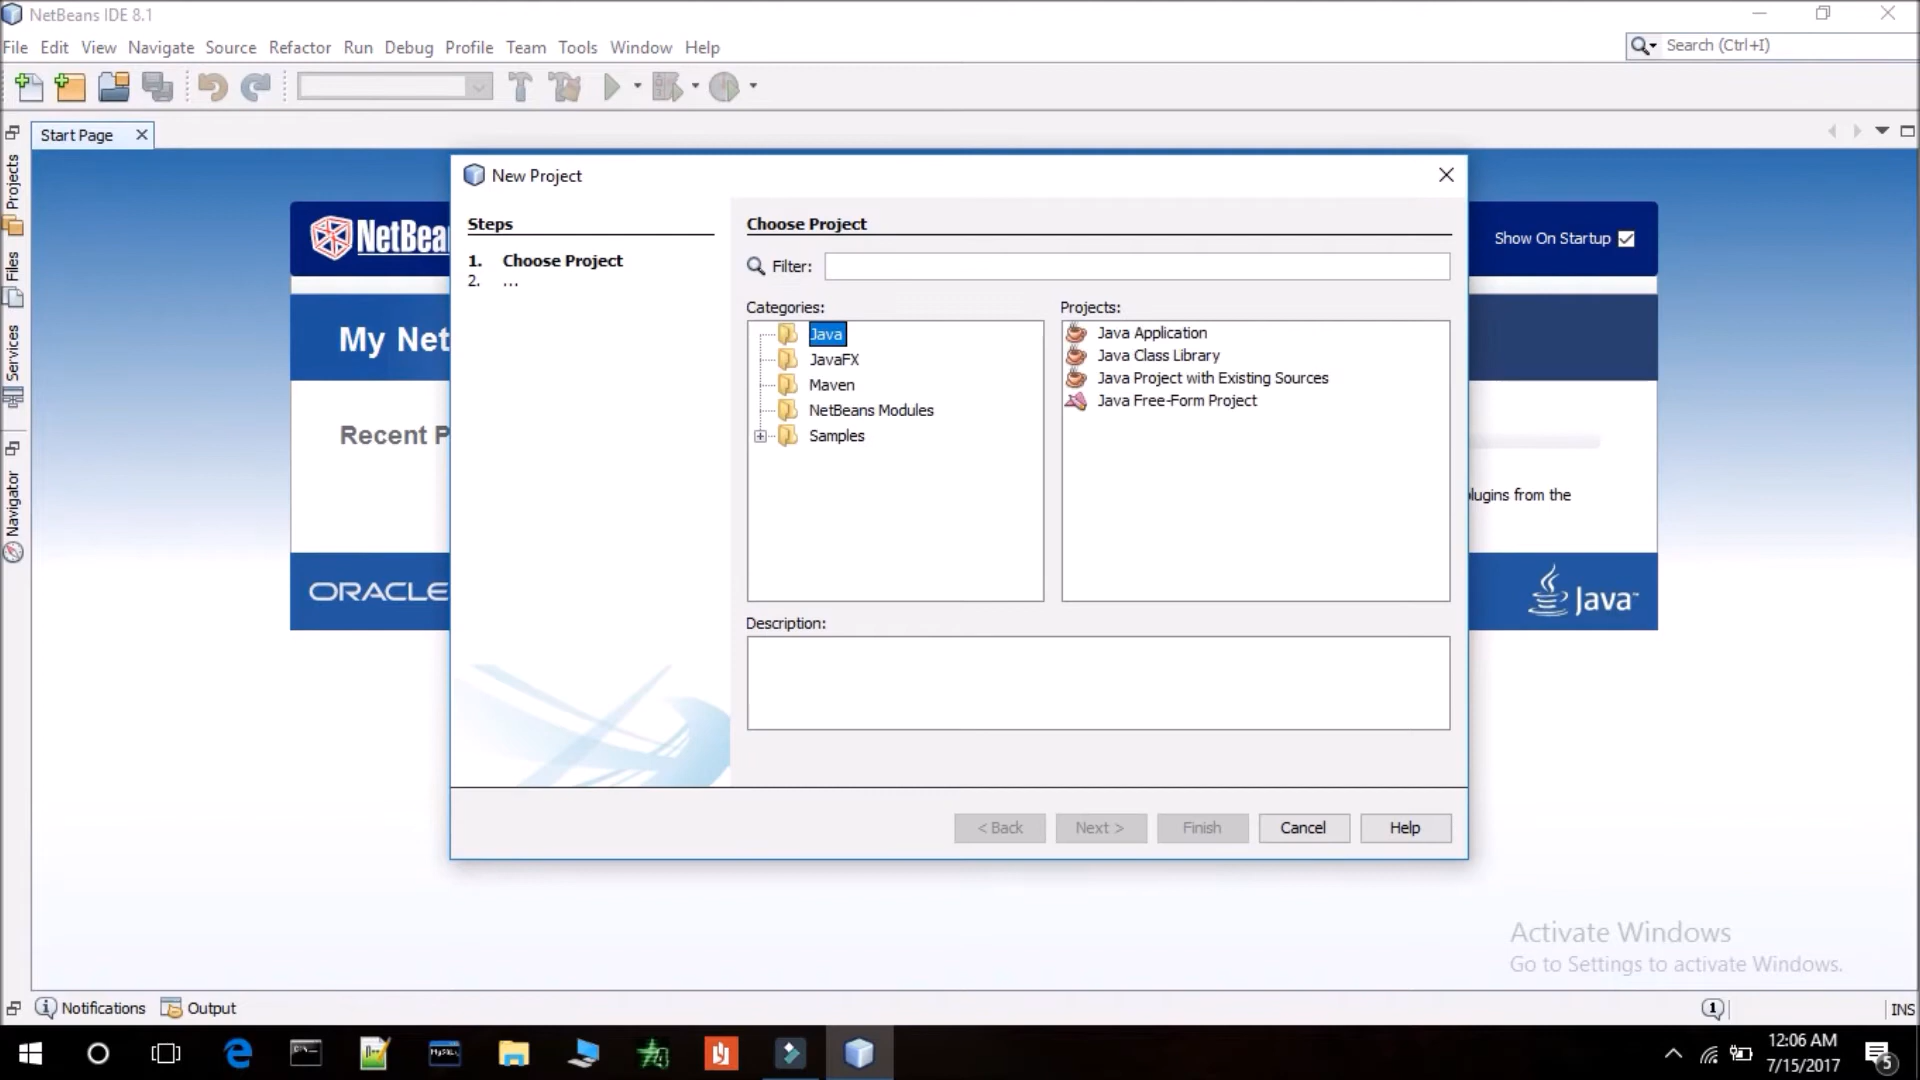 NetBeans IDE 8.1
File Edit View Navigate Source Refactor Run Debug Profile Team Tools Window Help
Search (Ctrl+I)
Start Page
Projects
Files
Services
Navigator
NetBea
Show On Startup
My Net
Recent P
lugins from the
ORACLE
Java
New Project
Steps
1. Choose Project
2. ...
Choose Project
Filter:
Categories:
Java
JavaFX
Maven
NetBeans Modules
Samples
Projects:
Java Application
Java Class Library
Java Project with Existing Sources
Java Free-Form Project
Description:
< Back Next > Finish Cancel Help
Activate Windows
Go to Settings to activate Windows.
Notifications Output
1
INS
MySQL
12:06 AM
7/15/2017
5